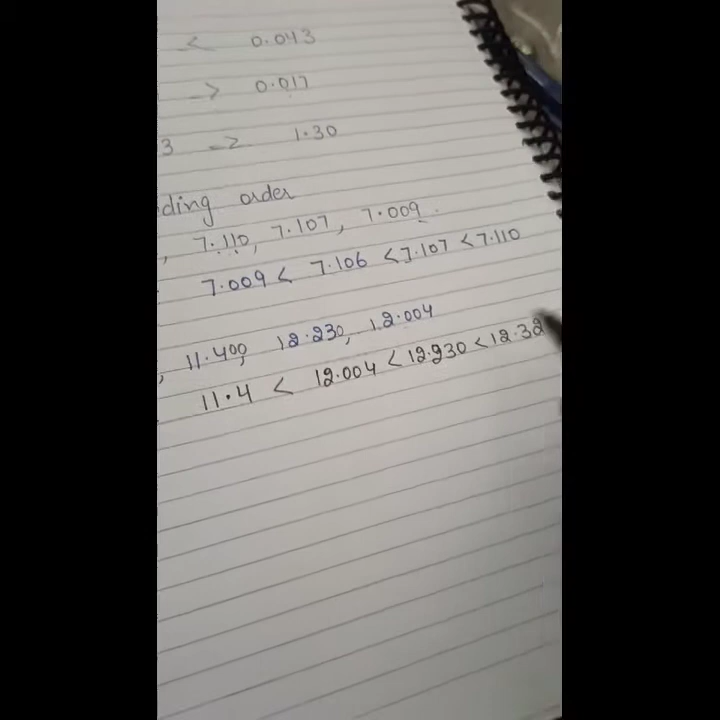 < 0.043
> 0.017
3 -> 1.30
ding order
, 7.110, 7.107, 7.009.
7.009 < 7.106 < 7.107 < 7.110
, 11.400, 12.230, 12.004
11.4 < 12.004 < 12.230 < 12.32